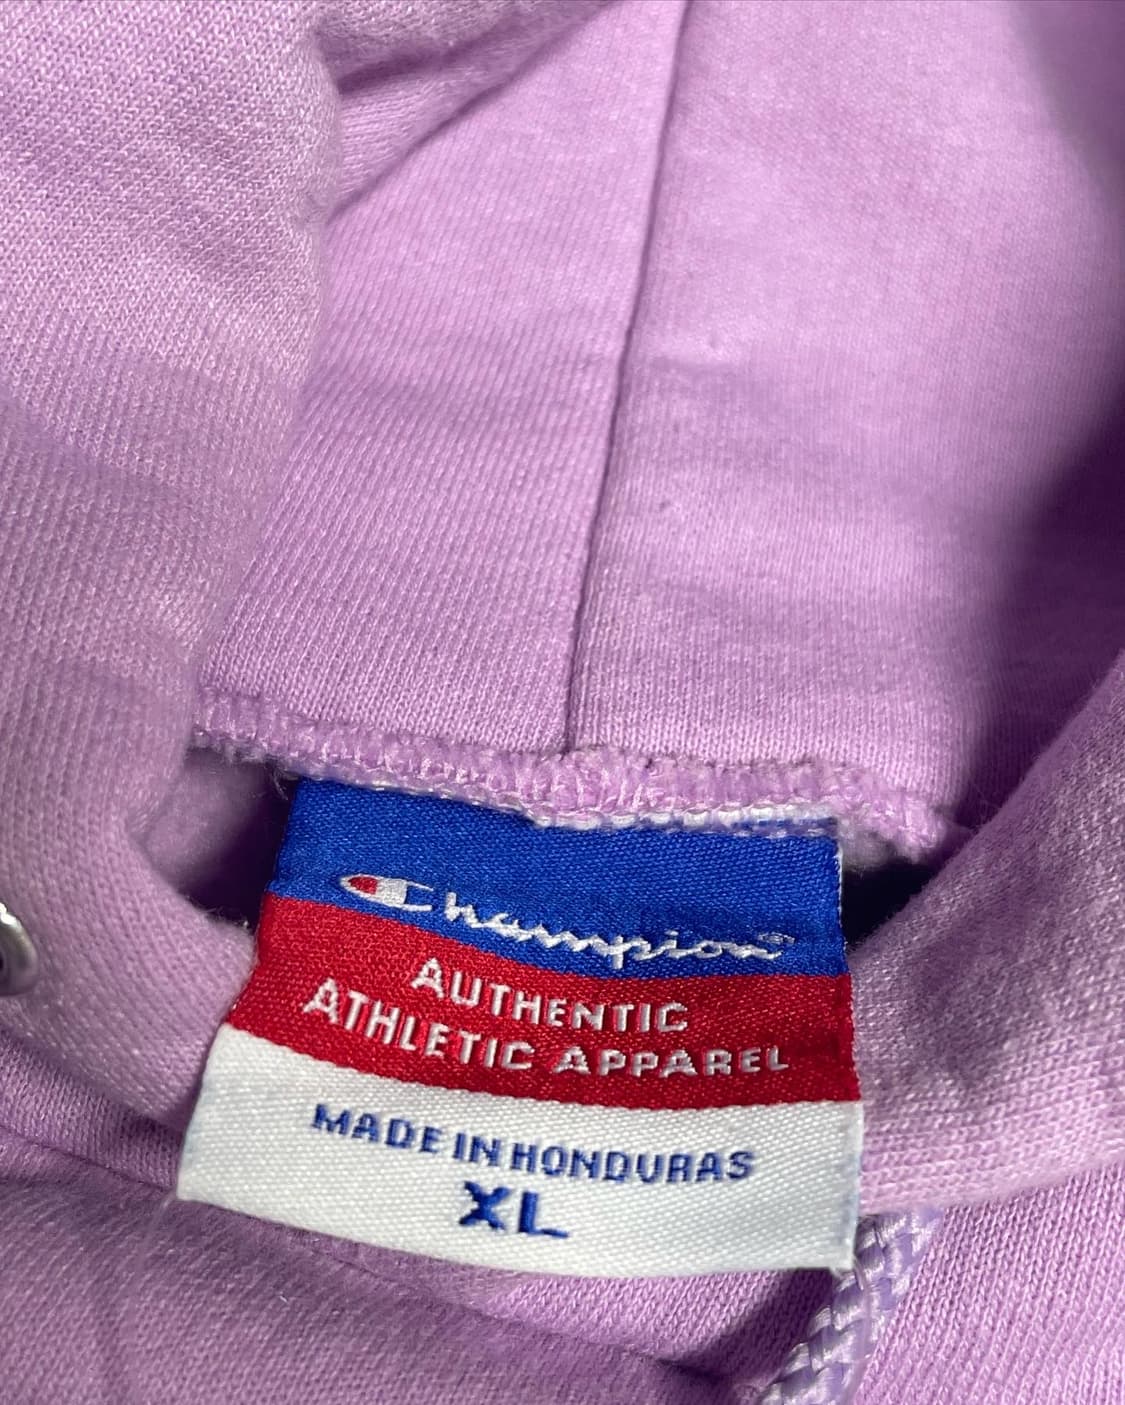 Champion®
AUTHENTIC
ATHLETIC APPAREL
MADE IN HONDURAS
XL